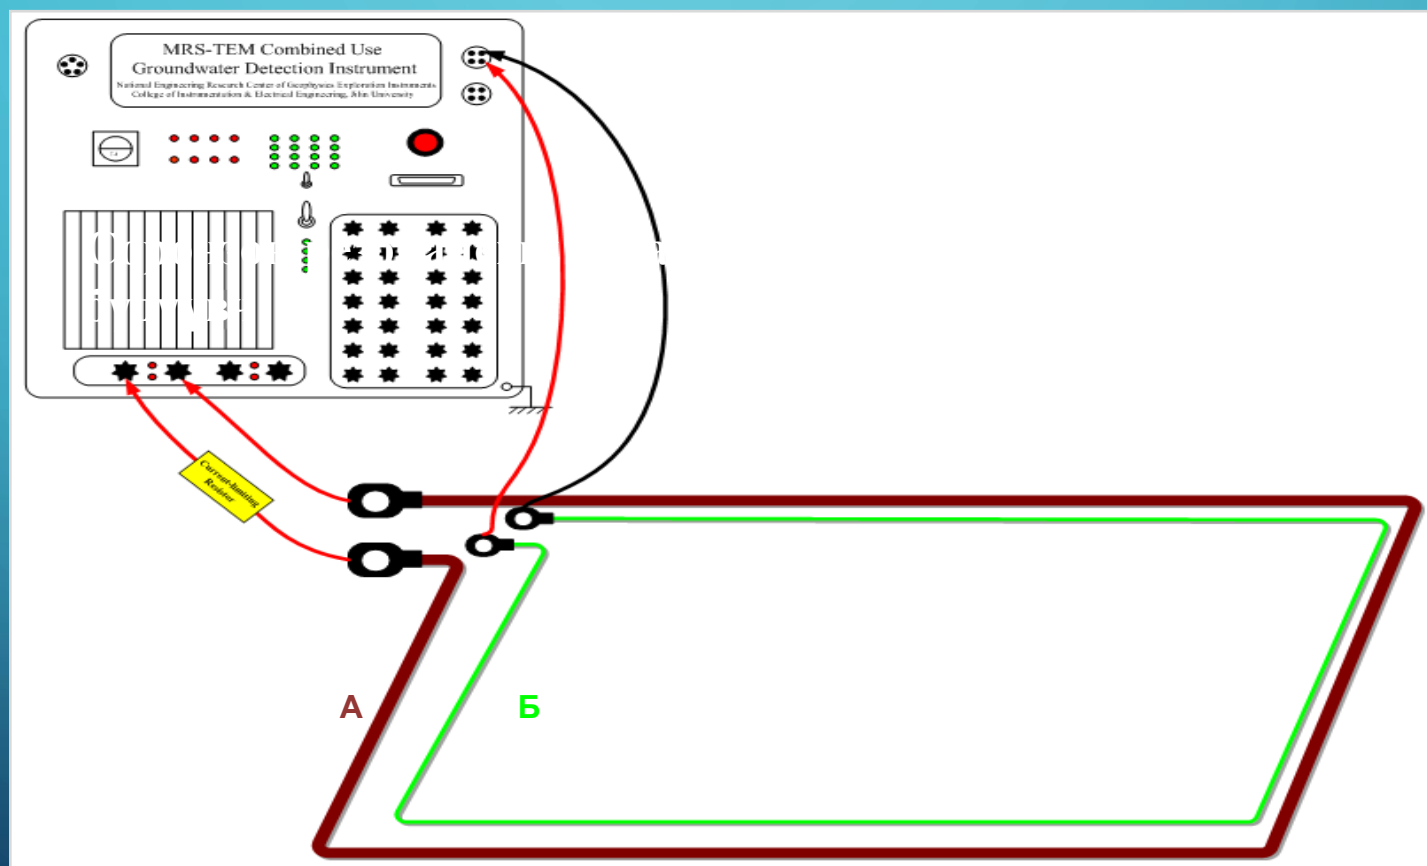 MRS-TEM Combined Use
Groundwater Detection Instrument
National Engineering Research Center of Geophysics Exploration Instruments
College of Instrumentation & Electrical Engineering, Jilin University
Current-limiting
Resistor
А
Б